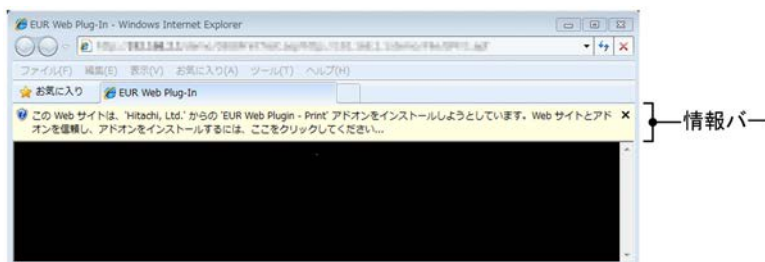 EUR Web Plug-In - Windows Internet Explorer
ファイル(F) 編集(E) 表示(V) お気に入り(A) ツール(T) ヘルプ(H)
お気に入り EUR Web Plug-In
この Web サイトは、'Hitachi, Ltd.' からの 'EUR Web Plugin - Print' アドオンをインストールしようとしています。Web サイトとアド
オンを信頼し、アドオンをインストールするには、ここをクリックしてください...
情報バー